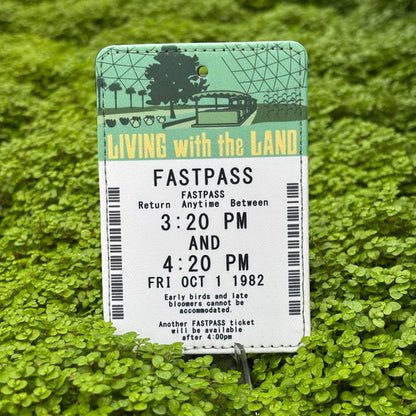 LIVING with the LAND
FASTPASS
FASTPASS
Return Anytime Between
3:20 PM
AND
4:20 PM
FRI OCT 1 1982
Early birds and late
bloomers cannot be
accommodated.
Another FASTPASS ticket
will be available
after 4:00pm